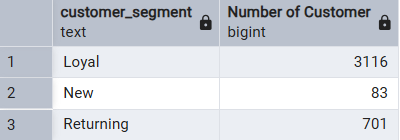 customer_segment Number of Customer
text bigint
1 Loyal 3116
2 New 83
3 Returning 701